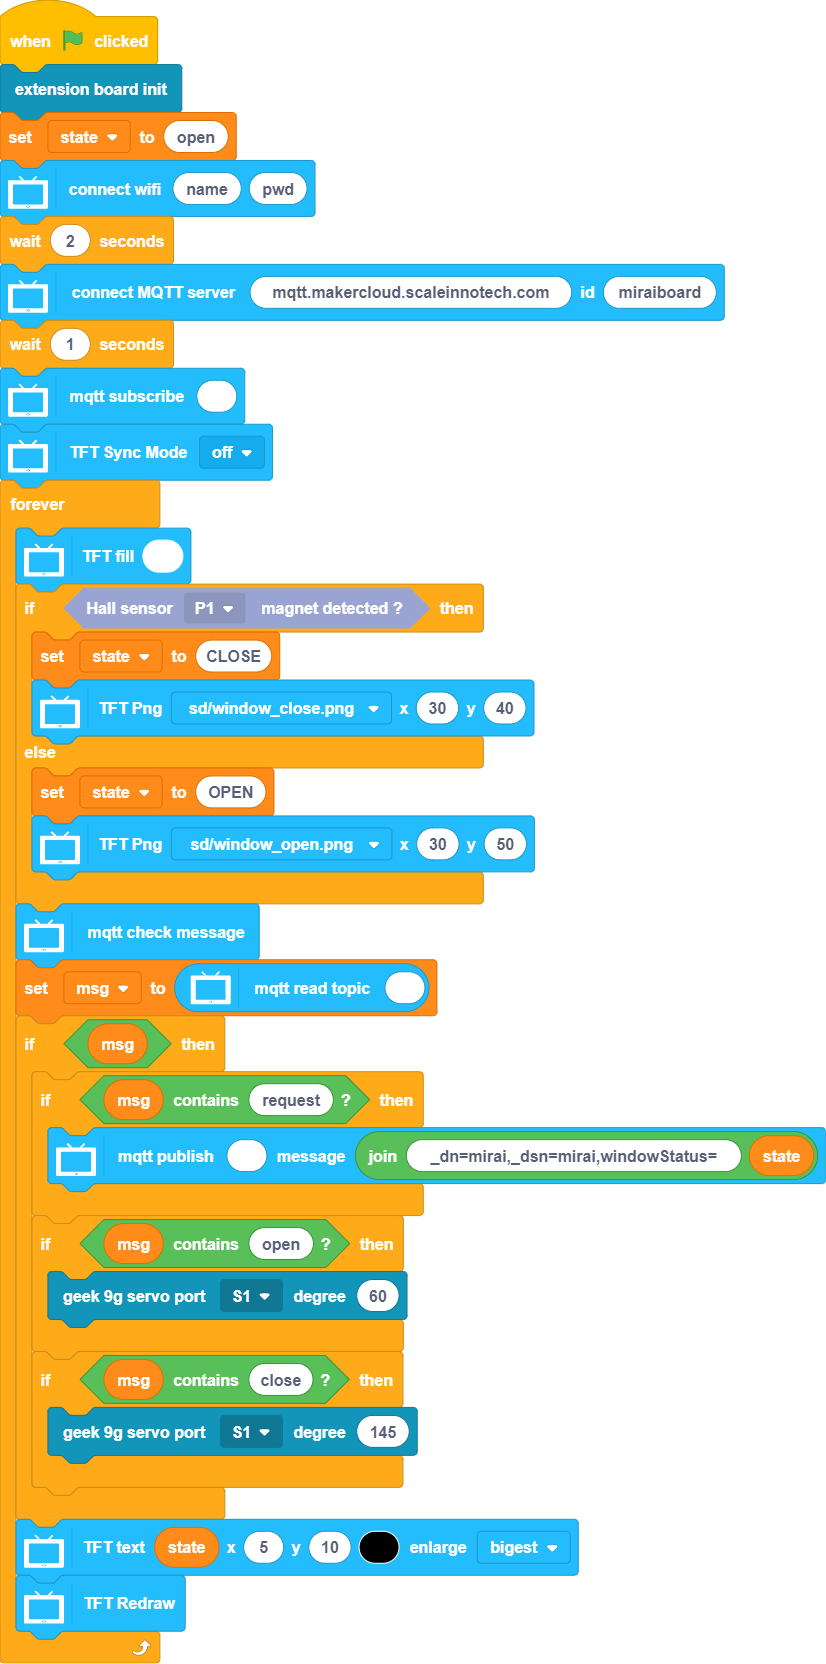 when clicked
extension board init
set state to open
connect wifi name pwd
wait 2 seconds
connect MQTT server mqtt.makercloud.scaleinnotech.com id miraiboard
wait 1 seconds
mqtt subscribe
TFT Sync Mode off
forever
TFT fill
if Hall sensor P1 magnet detected ? then
set state to CLOSE
TFT Png sd/window_close.png x 30 y 40
else
set state to OPEN
TFT Png sd/window_open.png x 30 y 50
mqtt check message
set msg to mqtt read topic
if msg then
if msg contains request ? then
mqtt publish message join _dn=mirai,_dsn=mirai,windowStatus= state
if msg contains open ? then
geek 9g servo port S1 degree 60
if msg contains close ? then
geek 9g servo port S1 degree 145
TFT text state x 5 y 10 enlarge bigest
TFT Redraw